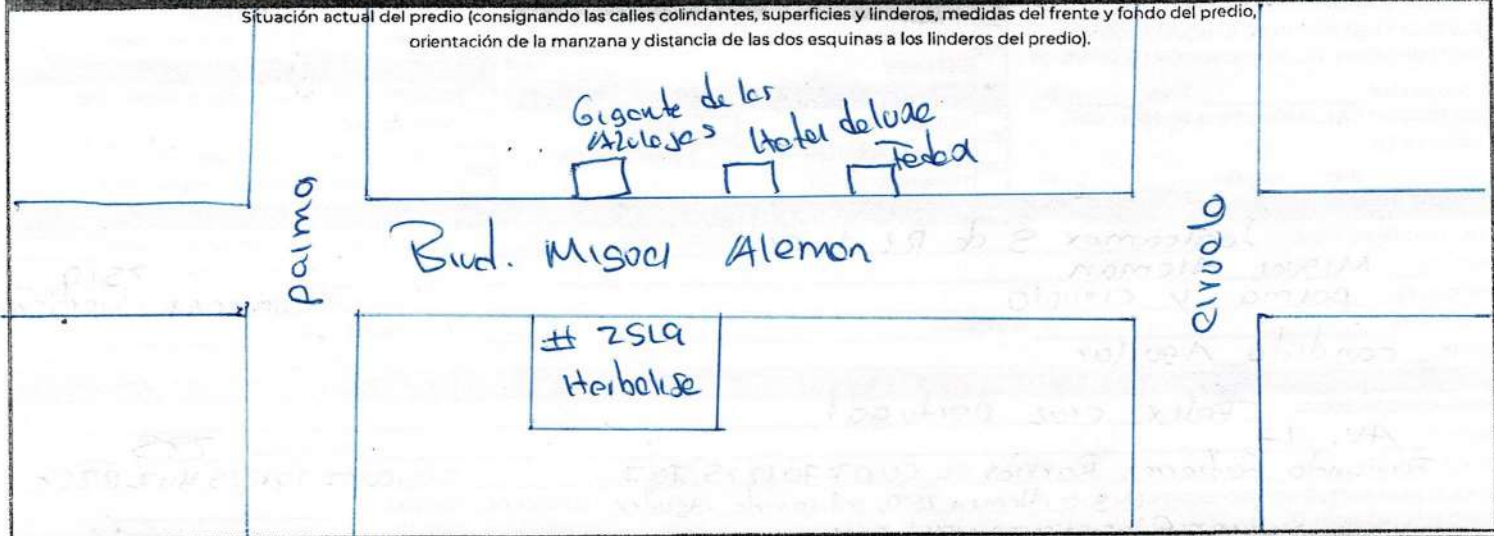 Situación actual del predio (consignando las calles colindantes, superficies y linderos, medidas del frente y fondo del predio,
orientación de la manzana y distancia de las dos esquinas a los linderos del predio).
Gigante de los
Azulejos
Hotel deluxe
Palma
Blvd. Miguel Alemon
ciruelo
# 2519
Herbalife